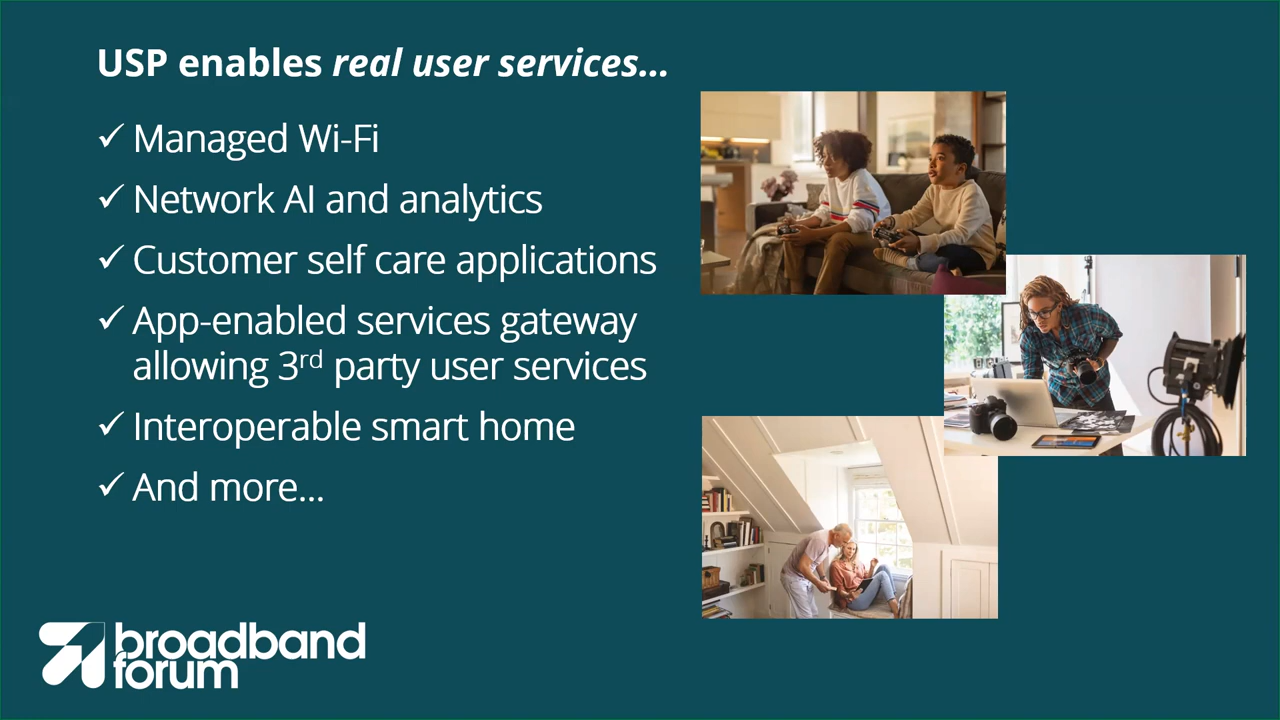 USP enables real user services...
✓ Managed Wi-Fi
✓ Network AI and analytics
✓ Customer self care applications
✓ App-enabled services gateway
allowing 3rd party user services
✓ Interoperable smart home
✓ And more...
broadband
forum